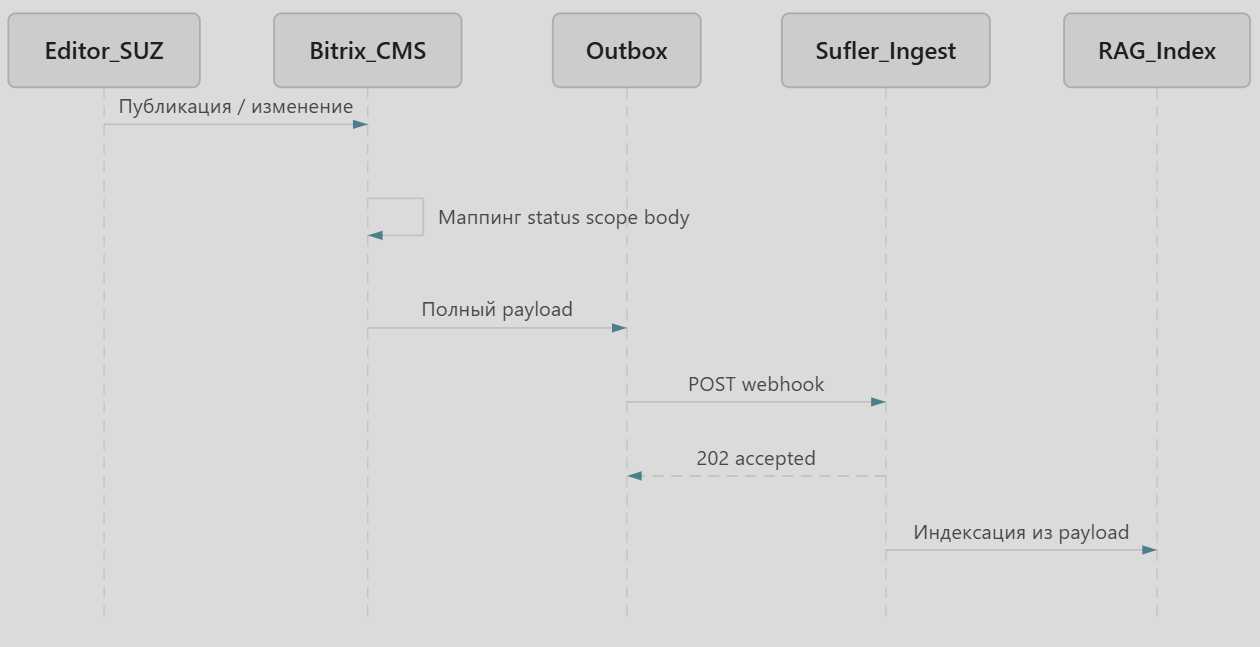 Editor_SUZ
Bitrix_CMS
Outbox
Sufler_Ingest
RAG_Index
Публикация / изменение
Маппинг status scope body
Полный payload
POST webhook
202 accepted
Индексация из payload